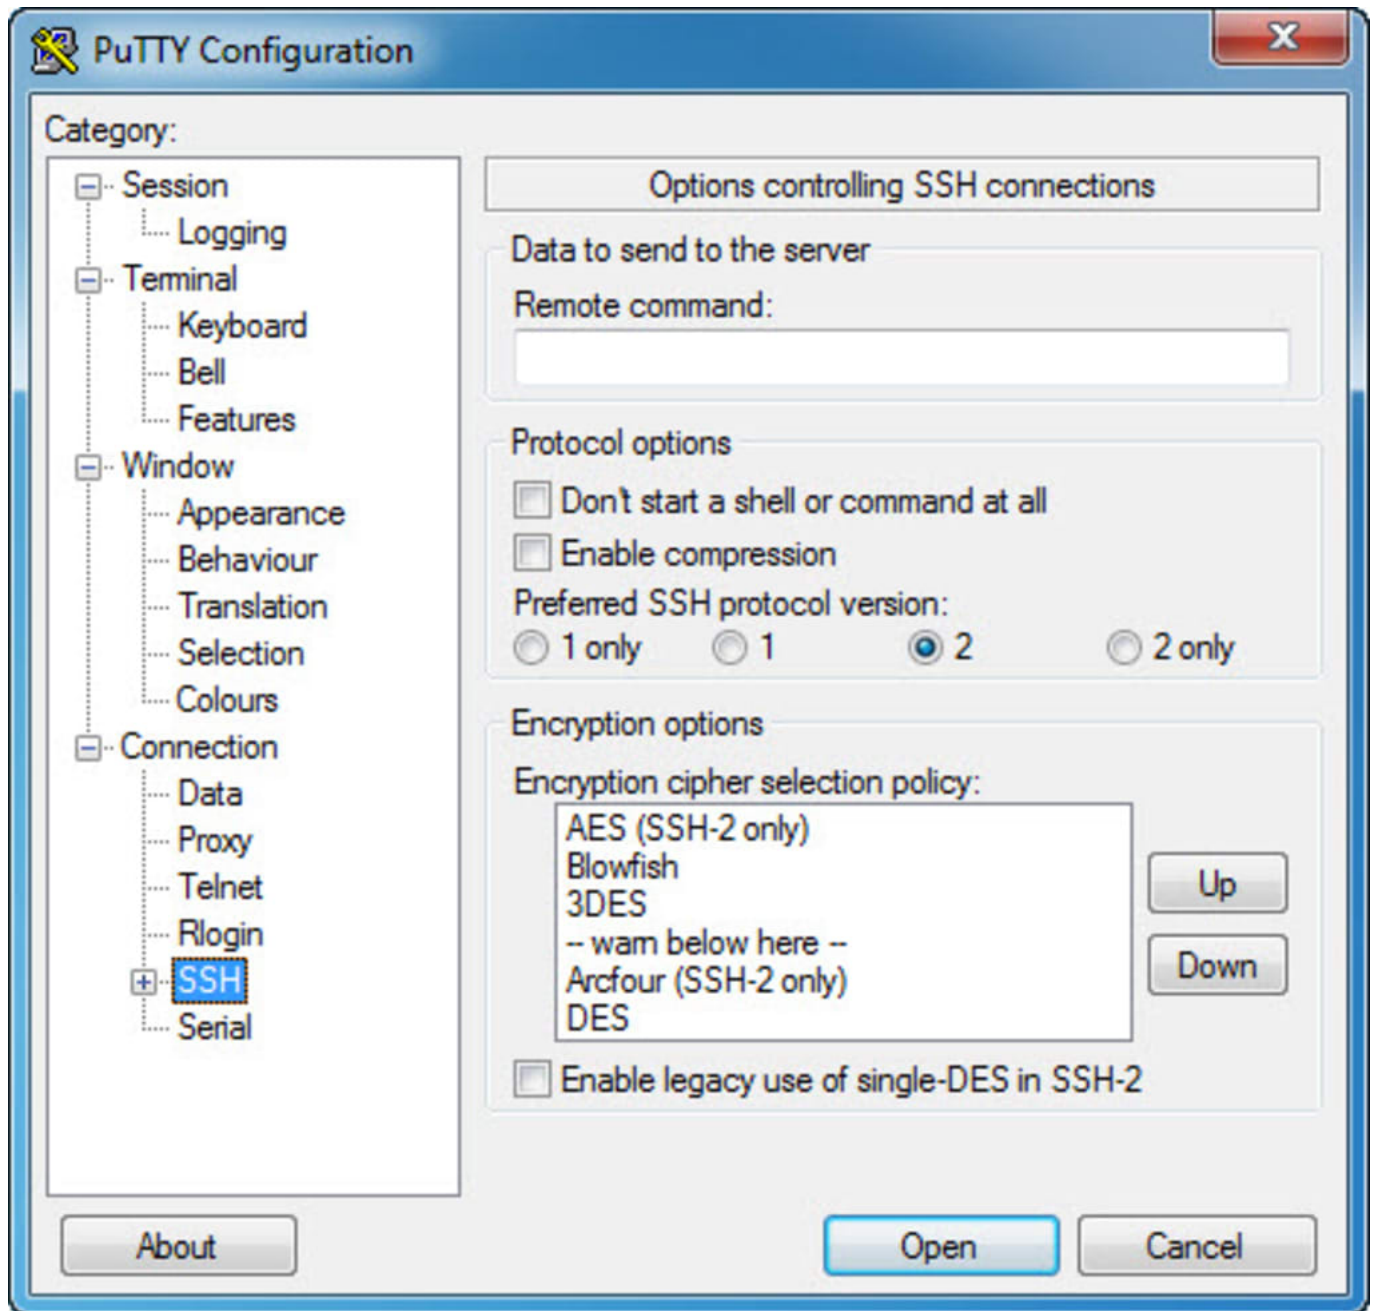 PuTTY Configuration
Category:
Session
Logging
Terminal
Keyboard
Bell
Features
Window
Appearance
Behaviour
Translation
Selection
Colours
Connection
Data
Proxy
Telnet
Rlogin
SSH
Serial
Options controlling SSH connections
Data to send to the server
Remote command:
Protocol options
Don't start a shell or command at all
Enable compression
Preferred SSH protocol version:
1 only 1 2 2 only
Encryption options
Encryption cipher selection policy:
AES (SSH-2 only)
Blowfish
3DES
-- warn below here --
Arcfour (SSH-2 only)
DES
Up
Down
Enable legacy use of single-DES in SSH-2
About Open Cancel